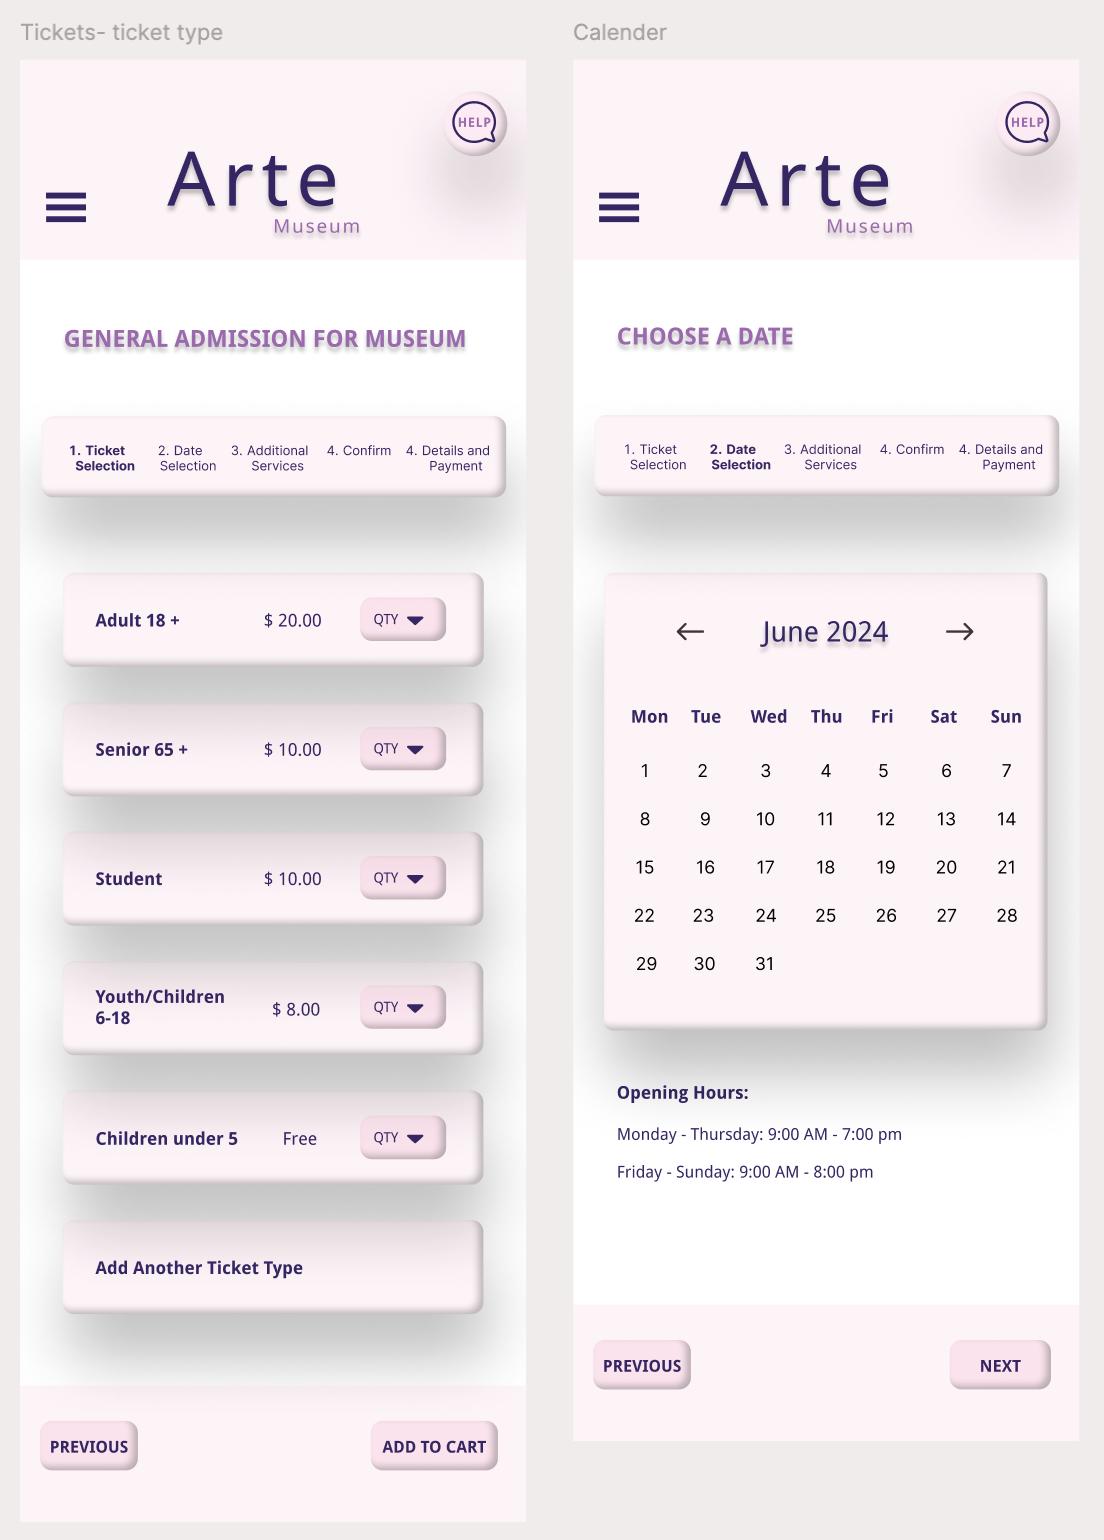 Tickets- ticket type
HELP
Arte
Museum
GENERAL ADMISSION FOR MUSEUM
1. Ticket Selection
2. Date Selection
3. Additional Services
4. Confirm
4. Details and Payment
Adult 18 +
$ 20.00
QTY
Senior 65 +
$ 10.00
QTY
Student
$ 10.00
QTY
Youth/Children
6-18
$ 8.00
QTY
Children under 5
Free
QTY
Add Another Ticket Type
PREVIOUS
ADD TO CART
Calender
HELP
Arte
Museum
CHOOSE A DATE
1. Ticket Selection
2. Date Selection
3. Additional Services
4. Confirm
4. Details and Payment
June 2024
Mon Tue Wed Thu Fri Sat Sun
1 2 3 4 5 6 7
8 9 10 11 12 13 14
15 16 17 18 19 20 21
22 23 24 25 26 27 28
29 30 31
Opening Hours:
Monday - Thursday: 9:00 AM - 7:00 pm
Friday - Sunday: 9:00 AM - 8:00 pm
PREVIOUS
NEXT